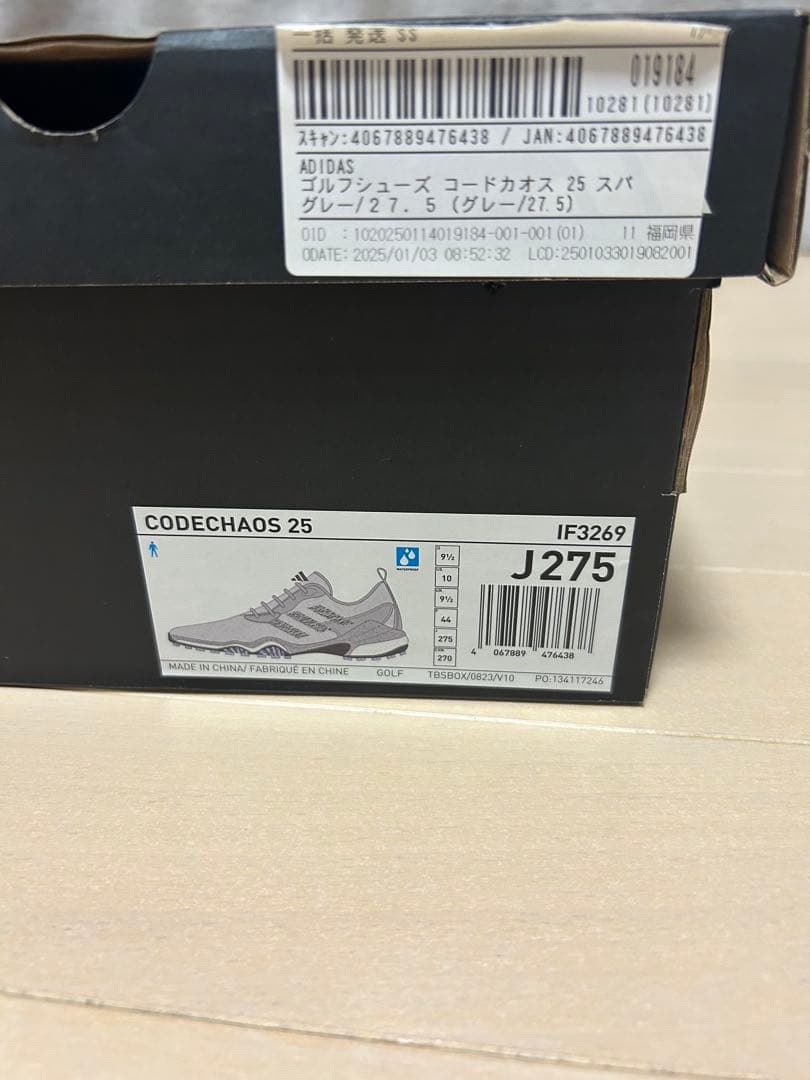 一括 発送 SS
019184
10281(10281)
スキャン:4067889476438 / JAN:4067889476438
ADIDAS
ゴルフシューズ コードカオス 25 スパ
グレー/27.5 (グレー/27.5)
OID :1020250114019184-001-001(01) 11 福岡県
ODATE: 2025/01/03 08:52:32 LCD:2501033019082001
CODECHAOS 25
IF3269
WATERPROOF
9½
10
9½
44
275
270
J275
4 067889 476438
MADE IN CHINA/ FABRIQUÉ EN CHINE GOLF TBSBOX/0823/V10 PO:134117246